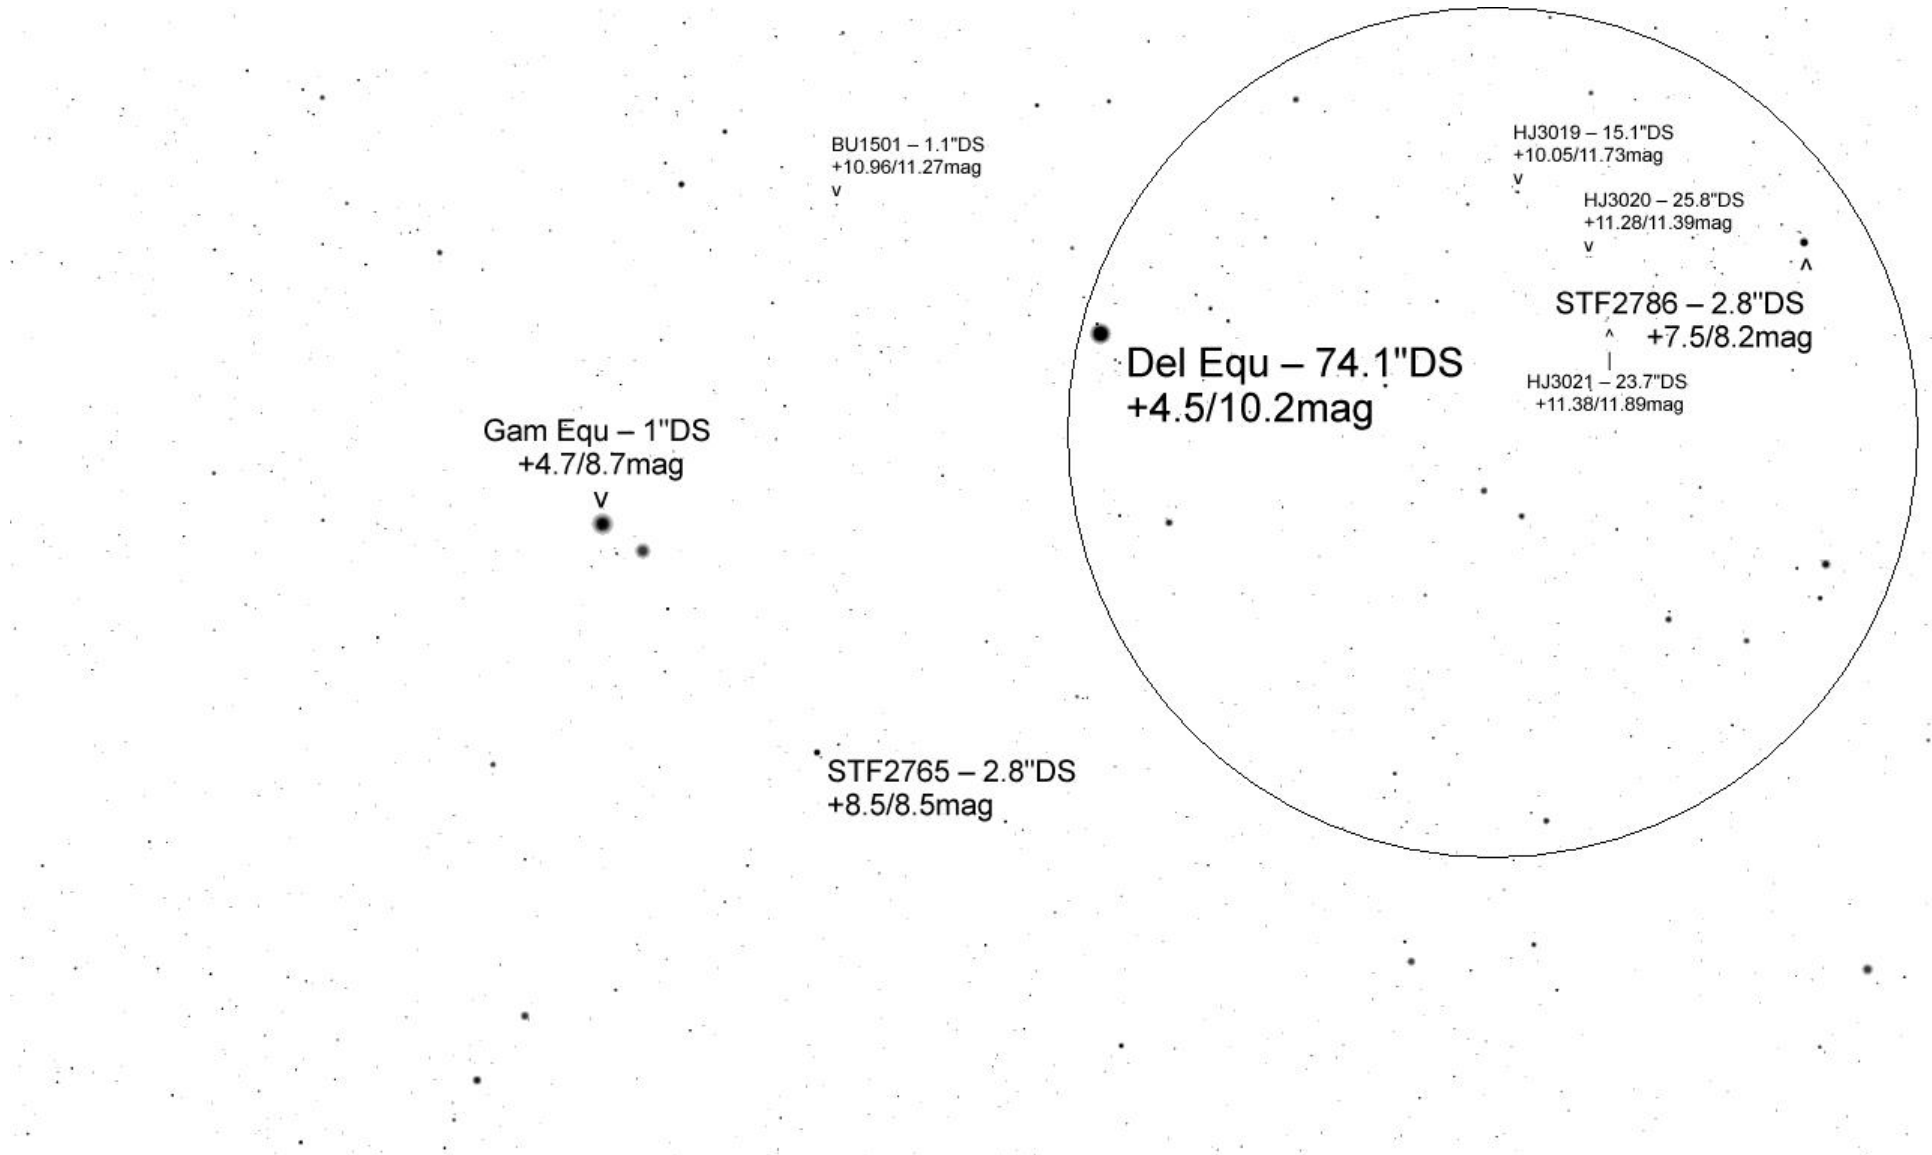 BU1501 – 1.1"DS
+10.96/11.27mag
v
HJ3019 – 15.1"DS
+10.05/11.73mag
v
HJ3020 – 25.8"DS
+11.28/11.39mag
v
^
STF2786 – 2.8"DS
+7.5/8.2mag
^
|
HJ3021 – 23.7"DS
+11.38/11.89mag
Del Equ – 74.1"DS
+4.5/10.2mag
Gam Equ – 1"DS
+4.7/8.7mag
v
STF2765 – 2.8"DS
+8.5/8.5mag